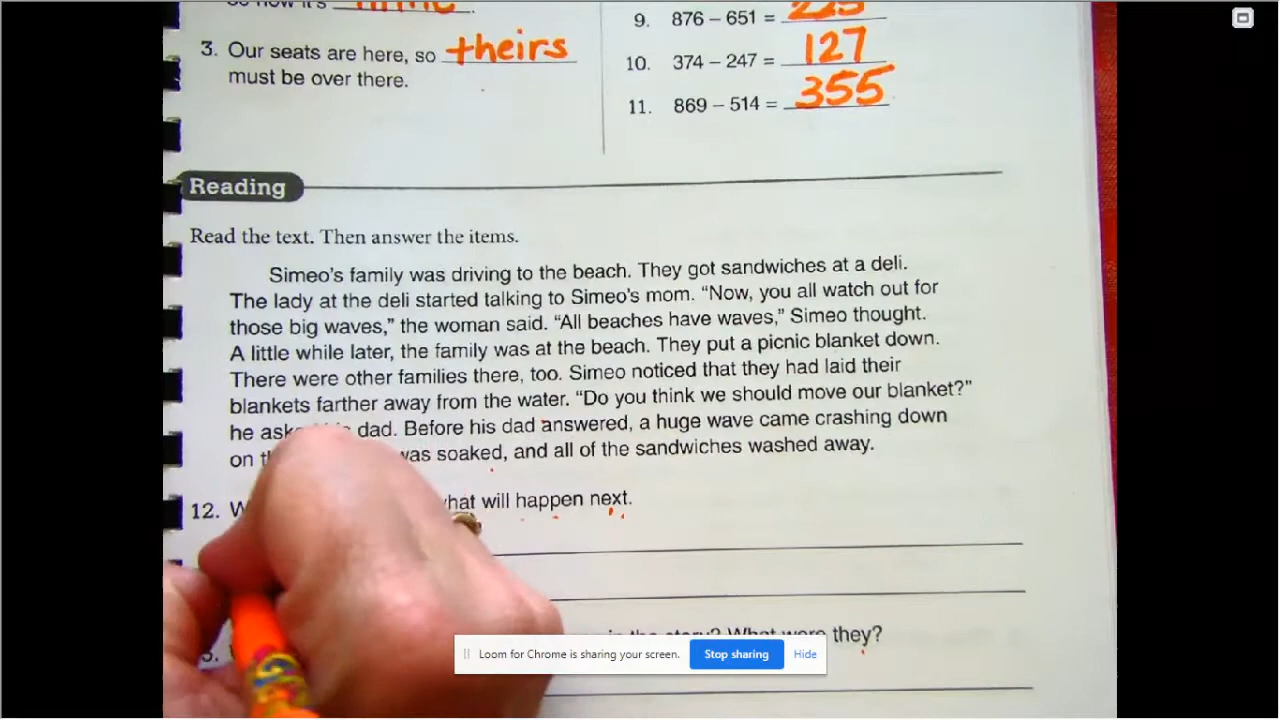 3. Our seats are here, so theirs
must be over there.
9. 876 – 651 = 225
10. 374 – 247 = 127
11. 869 – 514 = 355
Reading
Read the text. Then answer the items.
Simeo's family was driving to the beach. They got sandwiches at a deli.
The lady at the deli started talking to Simeo's mom. "Now, you all watch out for
those big waves," the woman said. "All beaches have waves," Simeo thought.
A little while later, the family was at the beach. They put a picnic blanket down.
There were other families there, too. Simeo noticed that they had laid their
blankets farther away from the water. "Do you think we should move our blanket?"
he dad. Before his dad answered, a huge wave came crashing down
on was soaked, and all of the sandwiches washed away.
12. what will happen next.
in the story? What were they?
Loom for Chrome is sharing your screen. Stop sharing Hide